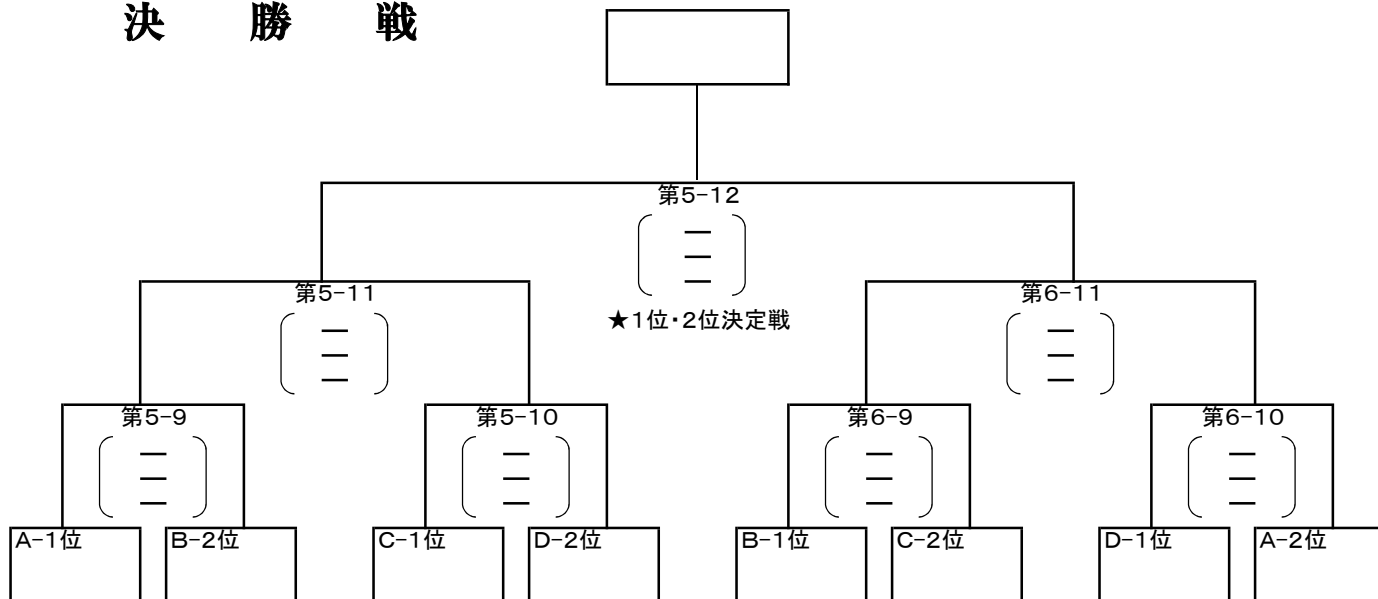 決勝戦
第5-12
★1位・2位決定戦
第5-11
第6-11
第5-9
第5-10
第6-9
第6-10
A-1位
B-2位
C-1位
D-2位
B-1位
C-2位
D-1位
A-2位